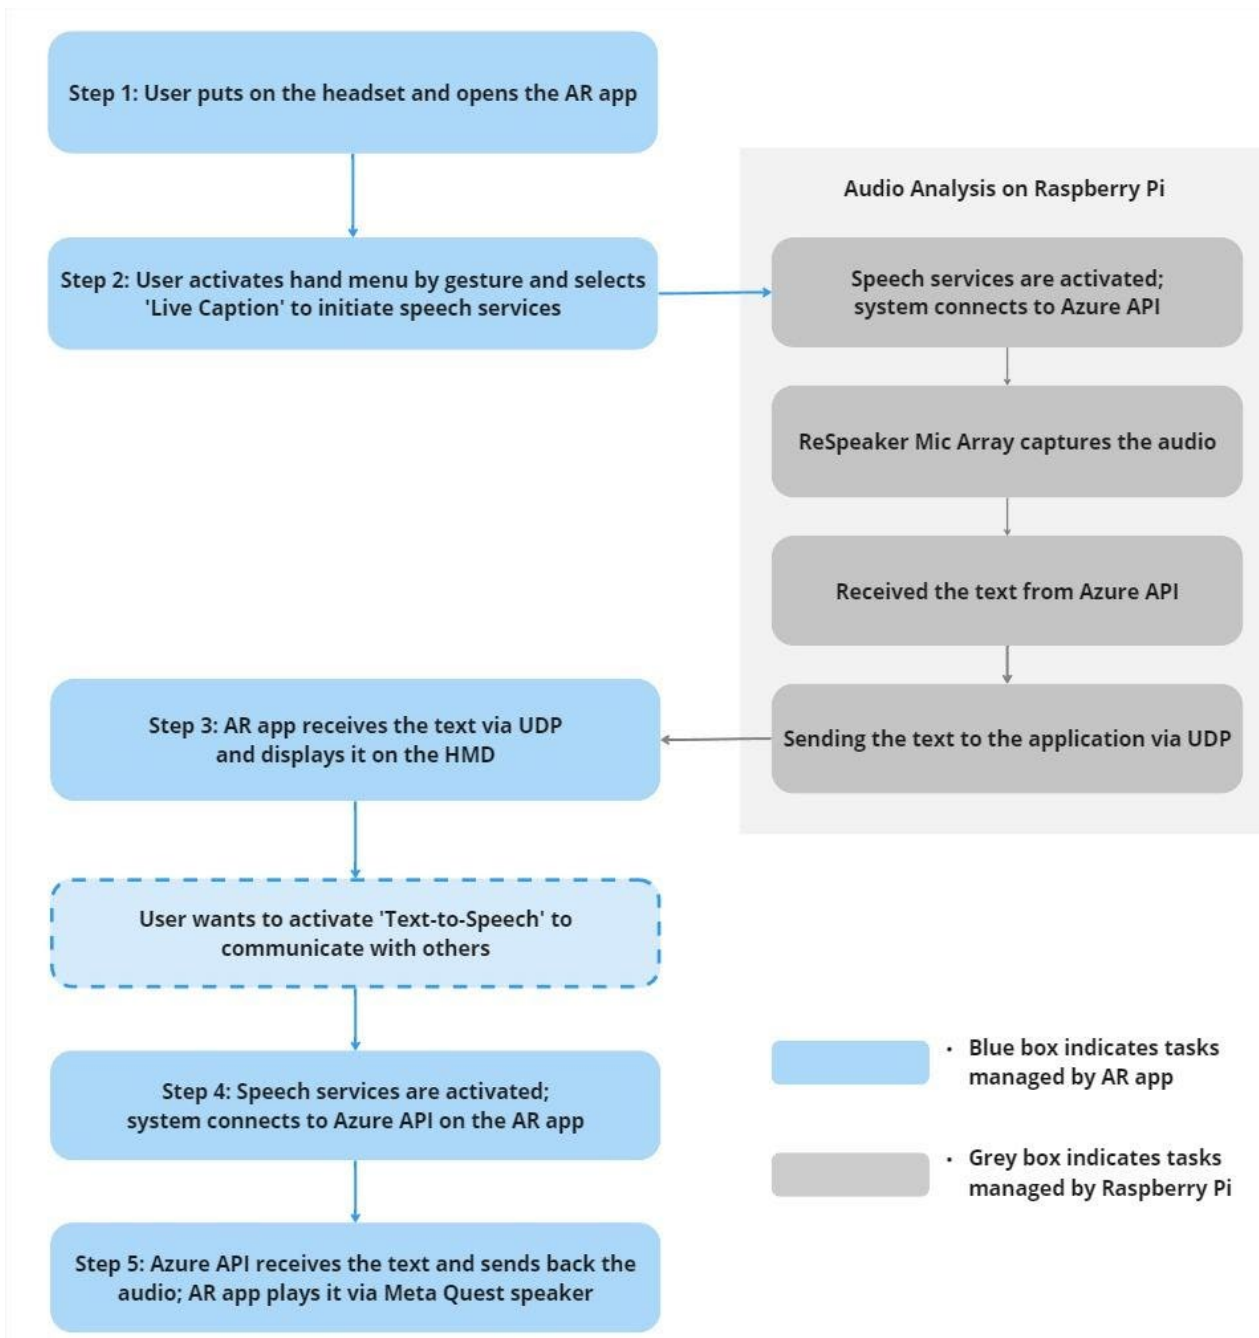 Step 1: User puts on the headset and opens the AR app
Step 2: User activates hand menu by gesture and selects
'Live Caption' to initiate speech services
Audio Analysis on Raspberry Pi
Speech services are activated;
system connects to Azure API
ReSpeaker Mic Array captures the audio
Received the text from Azure API
Sending the text to the application via UDP
Step 3: AR app receives the text via UDP
and displays it on the HMD
User wants to activate 'Text-to-Speech' to
communicate with others
Step 4: Speech services are activated;
system connects to Azure API on the AR app
Step 5: Azure API receives the text and sends back the
audio; AR app plays it via Meta Quest speaker
· Blue box indicates tasks
managed by AR app
· Grey box indicates tasks
managed by Raspberry Pi